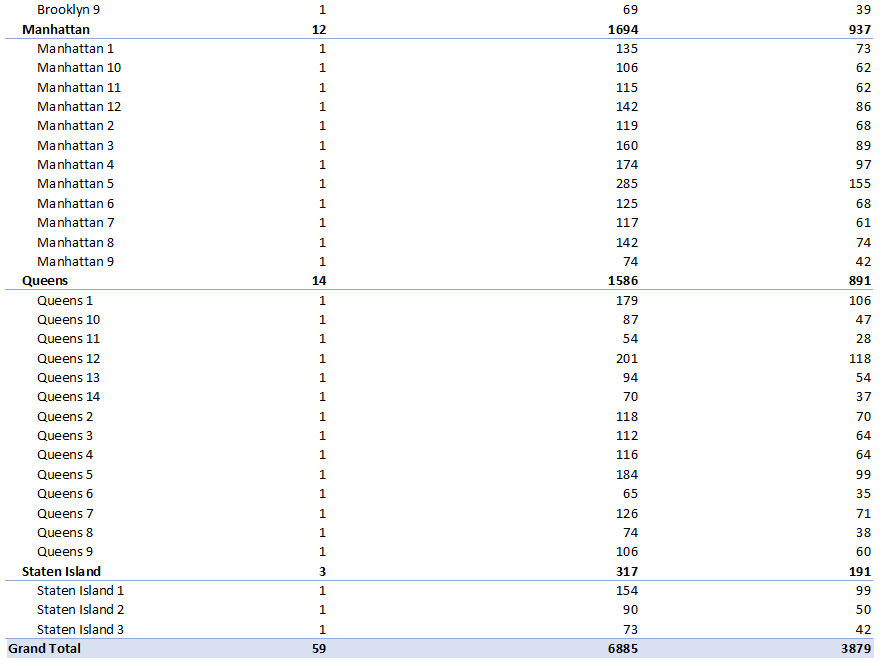 Brooklyn 9 1 69 39
Manhattan 12 1694 937
Manhattan 1 1 135 73
Manhattan 10 1 106 62
Manhattan 11 1 115 62
Manhattan 12 1 142 86
Manhattan 2 1 119 68
Manhattan 3 1 160 89
Manhattan 4 1 174 97
Manhattan 5 1 285 155
Manhattan 6 1 125 68
Manhattan 7 1 117 61
Manhattan 8 1 142 74
Manhattan 9 1 74 42
Queens 14 1586 891
Queens 1 1 179 106
Queens 10 1 87 47
Queens 11 1 54 28
Queens 12 1 201 118
Queens 13 1 94 54
Queens 14 1 70 37
Queens 2 1 118 70
Queens 3 1 112 64
Queens 4 1 116 64
Queens 5 1 184 99
Queens 6 1 65 35
Queens 7 1 126 71
Queens 8 1 74 38
Queens 9 1 106 60
Staten Island 3 317 191
Staten Island 1 1 154 99
Staten Island 2 1 90 50
Staten Island 3 1 73 42
Grand Total 59 6885 3879